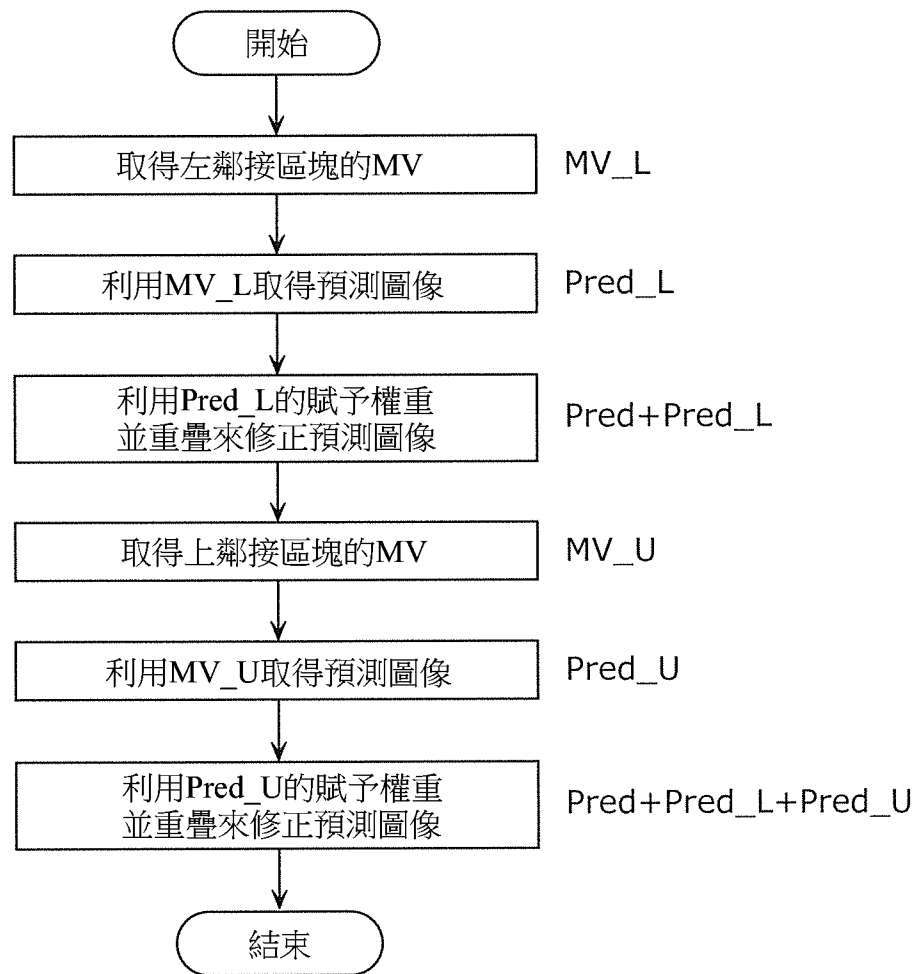 開始
取得左鄰接區塊的MV
MV_L
利用MV_L取得預測圖像
Pred_L
利用Pred_L的賦予權重
並重疊來修正預測圖像
Pred+Pred_L
取得上鄰接區塊的MV
MV_U
利用MV_U取得預測圖像
Pred_U
利用Pred_U的賦予權重
並重疊來修正預測圖像
Pred+Pred_L+Pred_U
結束